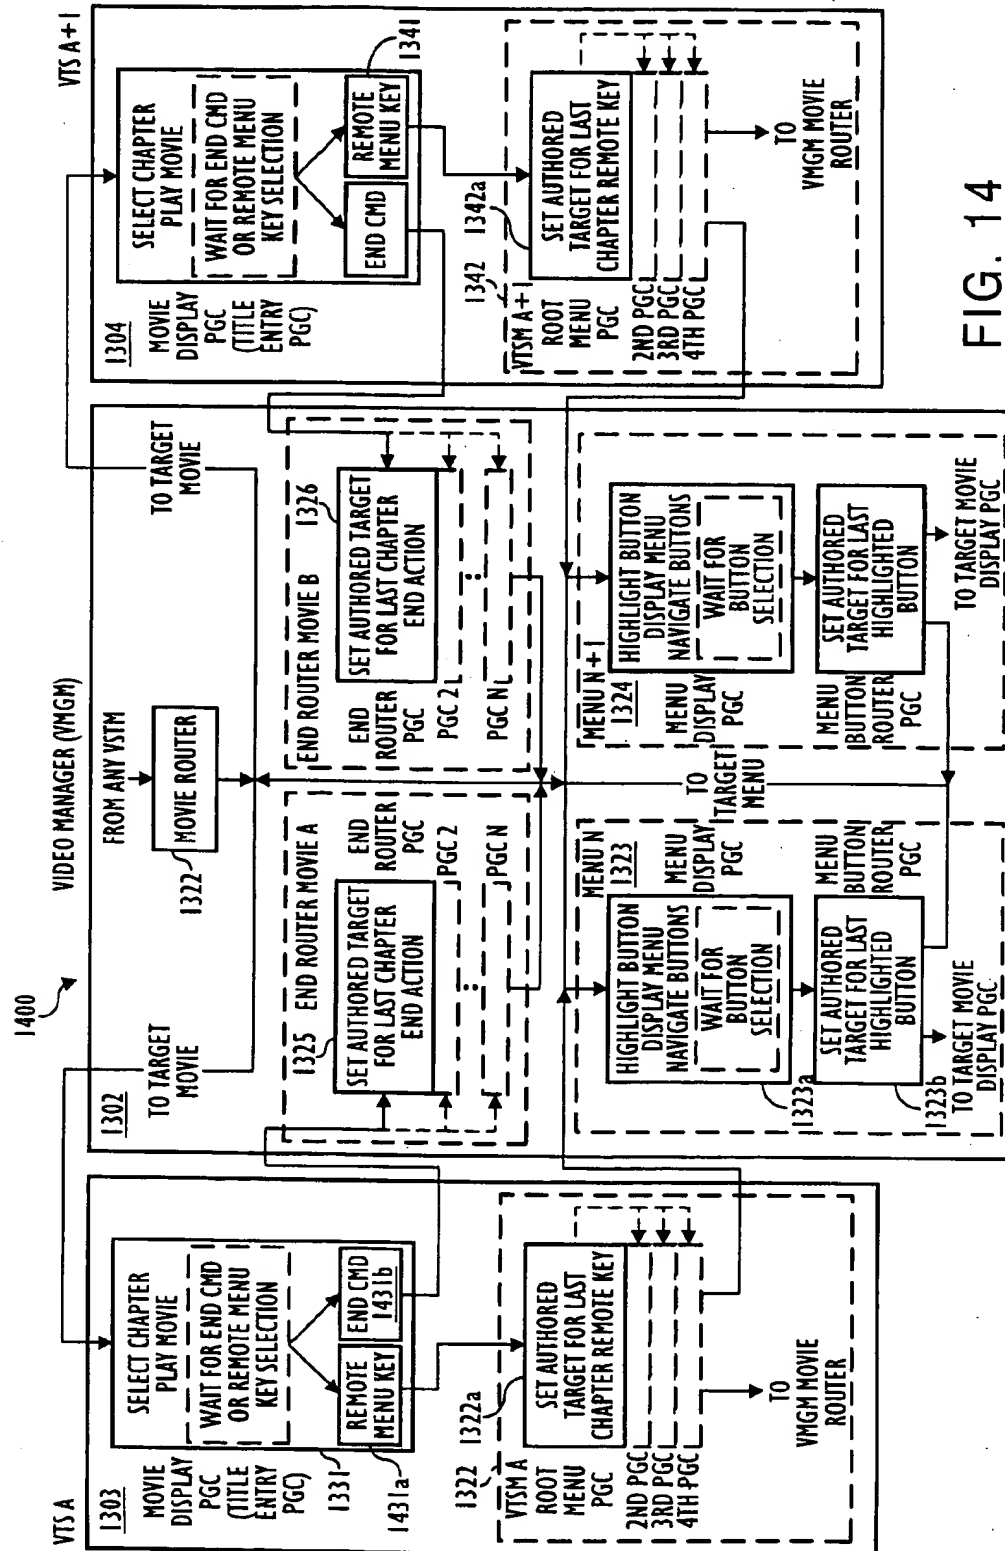 1400
VTS A
1303
MOVIE
DISPLAY
PGC
(TITLE
ENTRY
PGC)
1331
1431a
SELECT CHAPTER
PLAY MOVIE
WAIT FOR END CMD
OR REMOTE MENU
KEY SELECTION
REMOTE
MENU KEY
END CMD
1431b
1322
VTSM A
ROOT
MENU
PGC
1322a
SET AUTHORED
TARGET FOR LAST
CHAPTER REMOTE KEY
2ND PGC
3RD PGC
4TH PGC
TO
VMGM MOVIE
ROUTER
VIDEO MANAGER (VMGM)
1302
TO TARGET
MOVIE
FROM ANY VSTM
MOVIE ROUTER
1322
TO TARGET
MOVIE
END ROUTER MOVIE A
1325
SET AUTHORED TARGET
FOR LAST CHAPTER
END ACTION
END
ROUTER
PGC
PGC 2
PGC N
END ROUTER MOVIE B
1326
END
ROUTER
PGC
SET AUTHORED TARGET
FOR LAST CHAPTER
END ACTION
PGC 2
PGC N
MENU N
1323
MENU
DISPLAY
PGC
HIGHLIGHT BUTTON
DISPLAY MENU
NAVIGATE BUTTONS
WAIT FOR
BUTTON
SELECTION
1323a
MENU
BUTTON
ROUTER
PGC
SET AUTHORED
TARGET FOR LAST
HIGHLIGHTED
BUTTON
1323b
TO TARGET MOVIE
DISPLAY PGC
TO
TARGET
MENU
MENU N+1
1324
MENU
DISPLAY
PGC
HIGHLIGHT BUTTON
DISPLAY MENU
NAVIGATE BUTTONS
WAIT FOR
BUTTON
SELECTION
MENU
BUTTON
ROUTER
PGC
SET AUTHORED
TARGET FOR LAST
HIGHLIGHTED
BUTTON
TO TARGET MOVIE
DISPLAY PGC
VTS A+1
1304
MOVIE
DISPLAY
PGC
(TITLE
ENTRY
PGC)
SELECT CHAPTER
PLAY MOVIE
WAIT FOR END CMD
OR REMOTE MENU
KEY SELECTION
END CMD
REMOTE
MENU KEY
1341
1342
1342a
VTSM A+1
ROOT
MENU
PGC
SET AUTHORED
TARGET FOR LAST
CHAPTER REMOTE KEY
2ND PGC
3RD PGC
4TH PGC
TO
VMGM MOVIE
ROUTER
FIG. 14